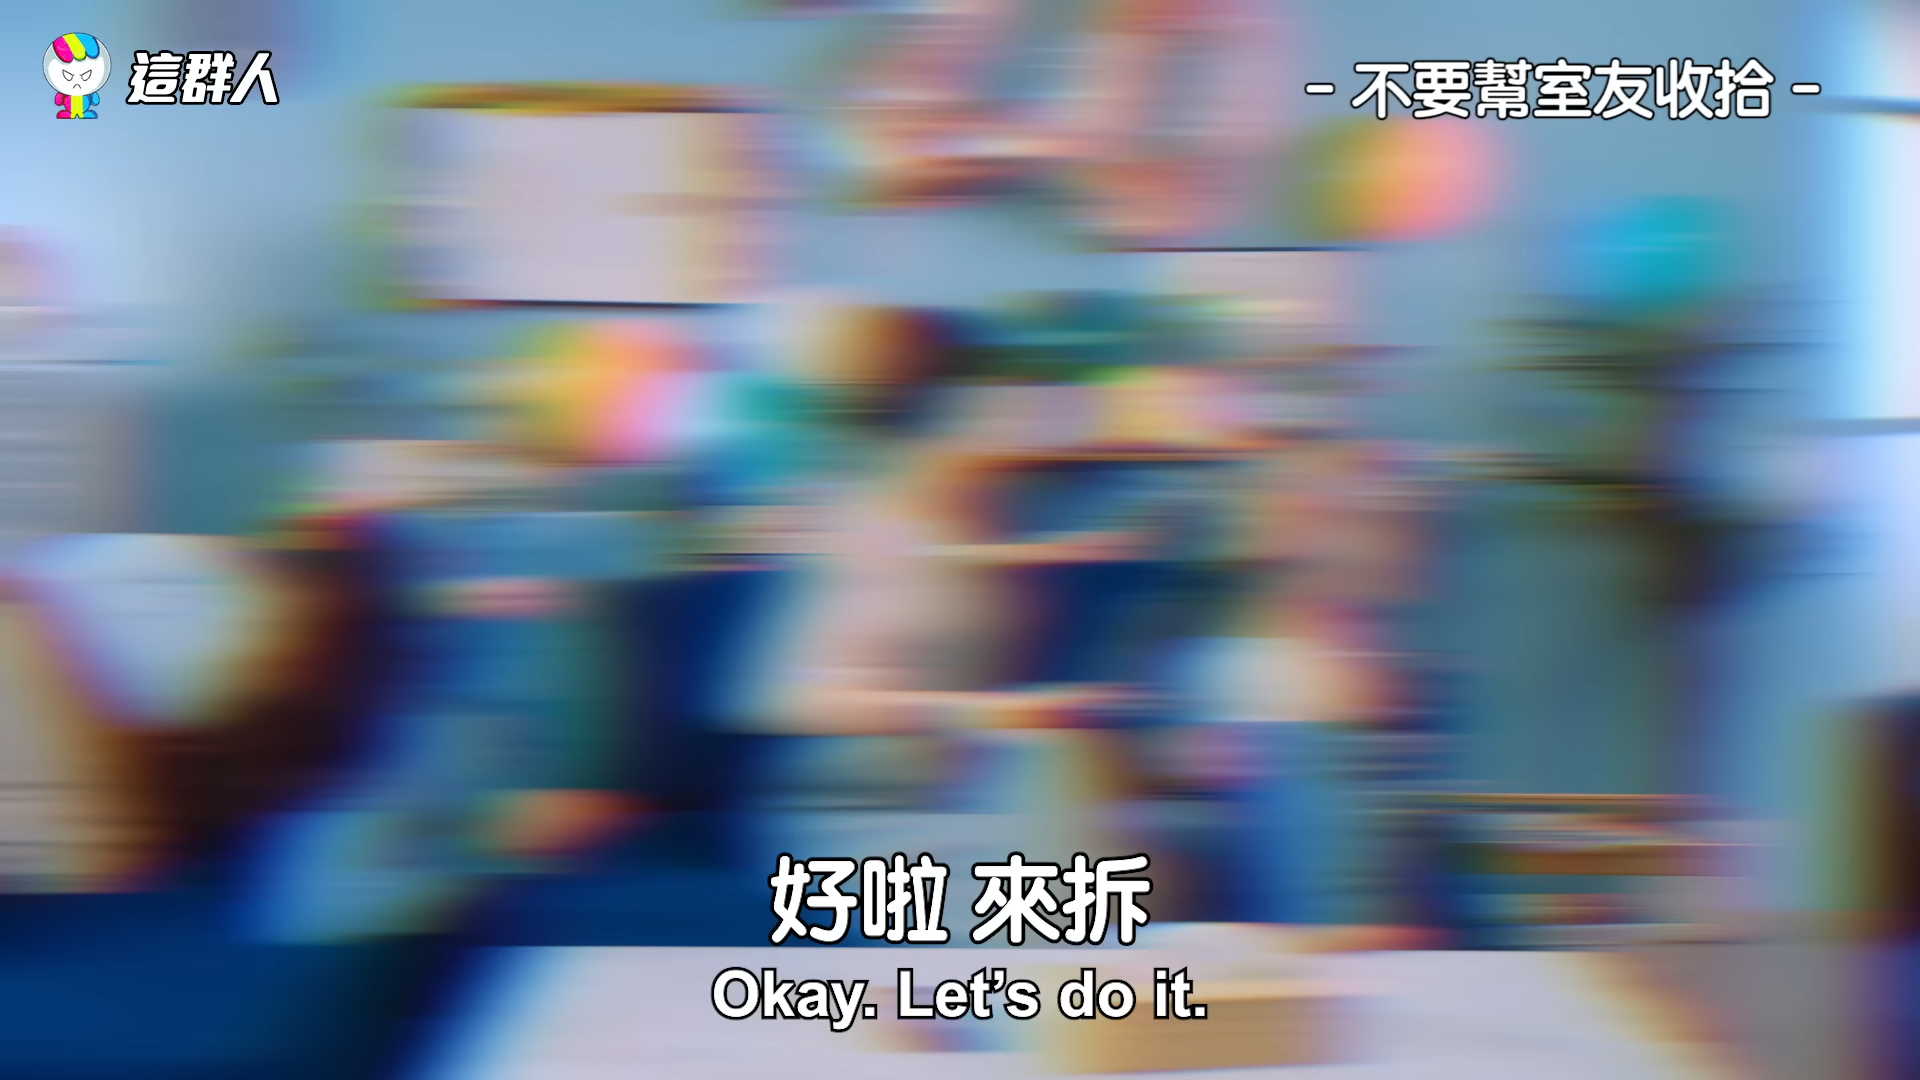 這群人
- 不要幫室友收拾 -
好啦 來拆
Okay. Let's do it.